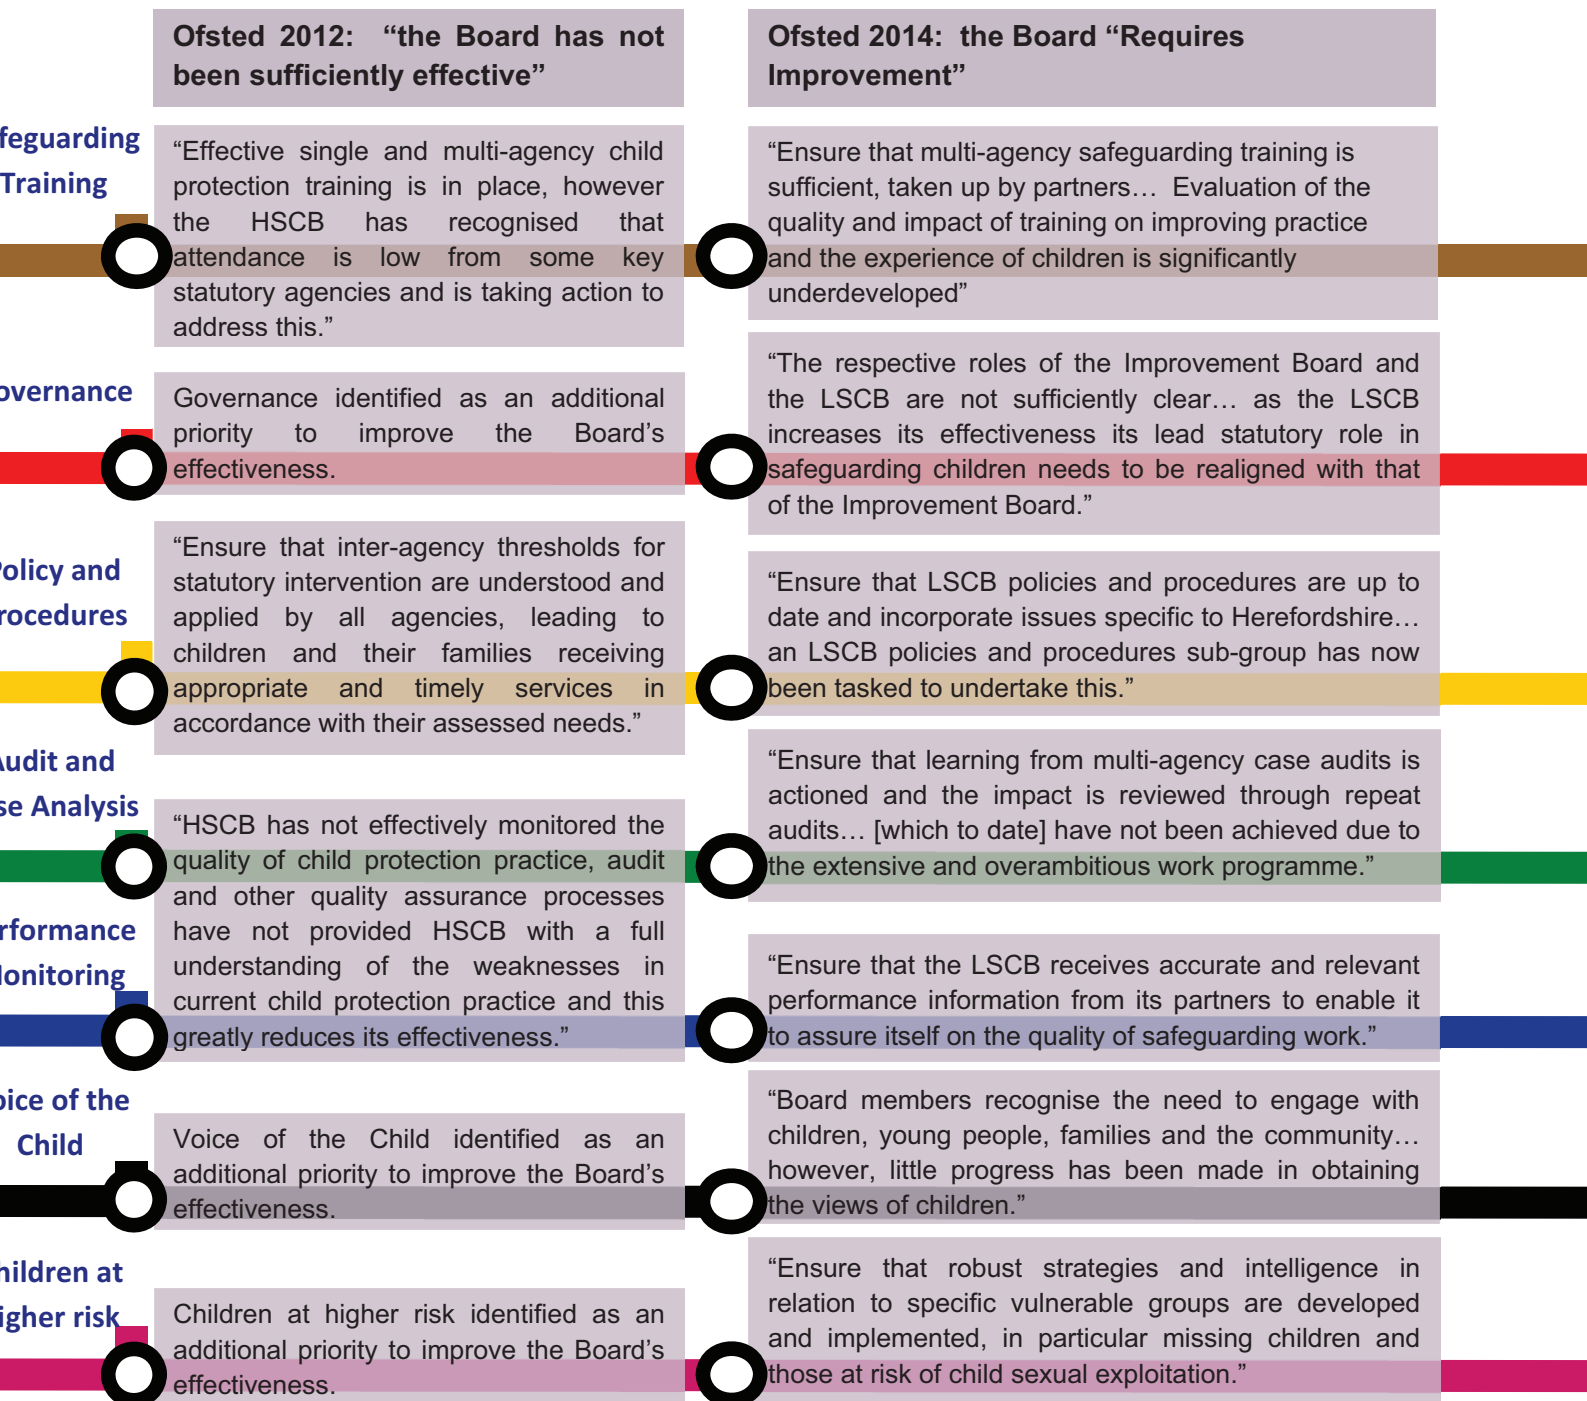 Ofsted 2012: “the Board has not
been sufficiently effective”
Ofsted 2014: the Board “Requires
Improvement”
feguarding
Training
“Effective single and multi-agency child
protection training is in place, however
the HSCB has recognised that
attendance is low from some key
statutory agencies and is taking action to
address this.”
“Ensure that multi-agency safeguarding training is
sufficient, taken up by partners… Evaluation of the
quality and impact of training on improving practice
and the experience of children is significantly
underdeveloped”
overnance
Governance identified as an additional
priority to improve the Board’s
effectiveness.
“The respective roles of the Improvement Board and
the LSCB are not sufficiently clear… as the LSCB
increases its effectiveness its lead statutory role in
safeguarding children needs to be realigned with that
of the Improvement Board.”
Policy and
rocedures
“Ensure that inter-agency thresholds for
statutory intervention are understood and
applied by all agencies, leading to
children and their families receiving
appropriate and timely services in
accordance with their assessed needs.”
“Ensure that LSCB policies and procedures are up to
date and incorporate issues specific to Herefordshire…
an LSCB policies and procedures sub-group has now
been tasked to undertake this.”
Audit and
se Analysis
“HSCB has not effectively monitored the
quality of child protection practice, audit
and other quality assurance processes
have not provided HSCB with a full
understanding of the weaknesses in
current child protection practice and this
greatly reduces its effectiveness.”
“Ensure that learning from multi-agency case audits is
actioned and the impact is reviewed through repeat
audits… [which to date] have not been achieved due to
the extensive and overambitious work programme.”
rformance
Monitoring
“Ensure that the LSCB receives accurate and relevant
performance information from its partners to enable it
to assure itself on the quality of safeguarding work.”
oice of the
Child
Voice of the Child identified as an
additional priority to improve the Board’s
effectiveness.
“Board members recognise the need to engage with
children, young people, families and the community…
however, little progress has been made in obtaining
the views of children.”
hildren at
igher risk
Children at higher risk identified as an
additional priority to improve the Board’s
effectiveness.
“Ensure that robust strategies and intelligence in
relation to specific vulnerable groups are developed
and implemented, in particular missing children and
those at risk of child sexual exploitation.”